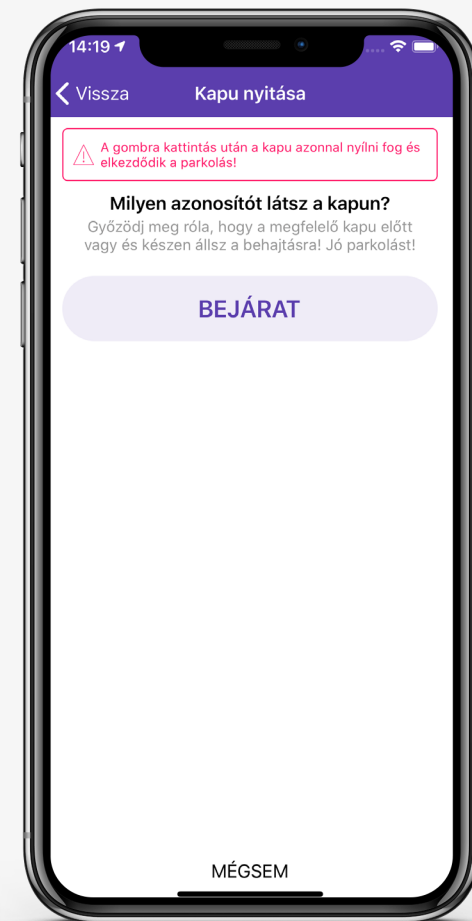 14:19
Vissza
Kapu nyitása
A gombra kattintás után a kapu azonnal nyílni fog és
elkezdődik a parkolás!
Milyen azonosítót látsz a kapun?
Győződj meg róla, hogy a megfelelő kapu előtt
vagy és készen állsz a behajtásra! Jó parkolást!
BEJÁRAT
MÉGSEM